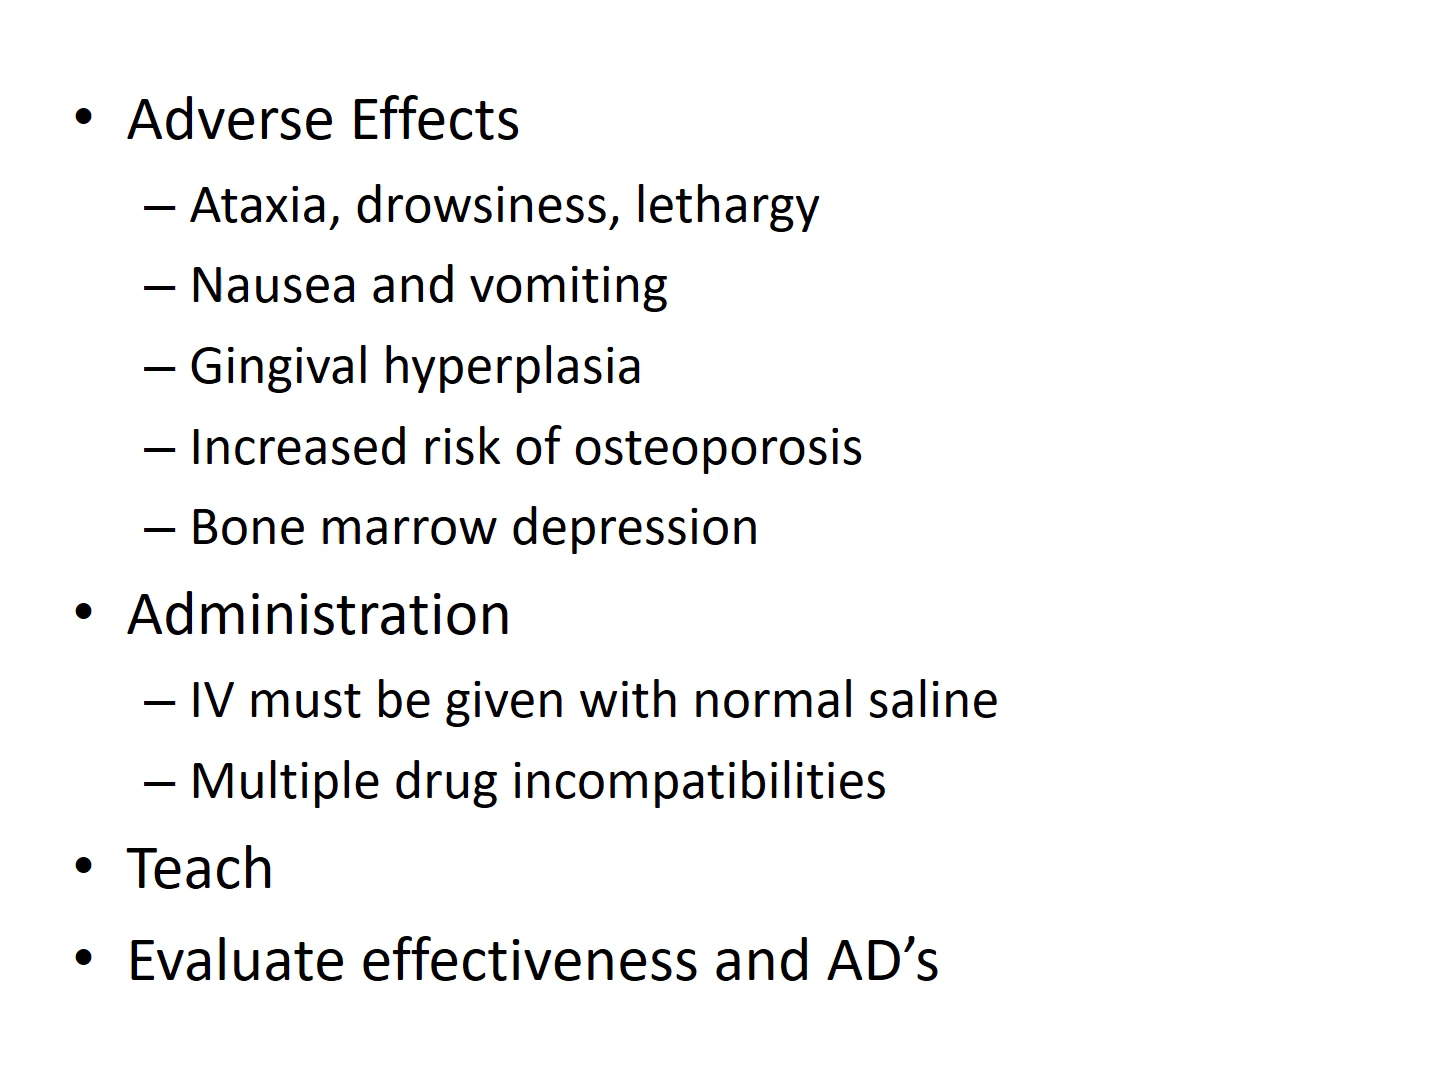 • Adverse Effects
– Ataxia, drowsiness, lethargy
– Nausea and vomiting
– Gingival hyperplasia
– Increased risk of osteoporosis
– Bone marrow depression
• Administration
– IV must be given with normal saline
– Multiple drug incompatibilities
• Teach
• Evaluate effectiveness and AD’s